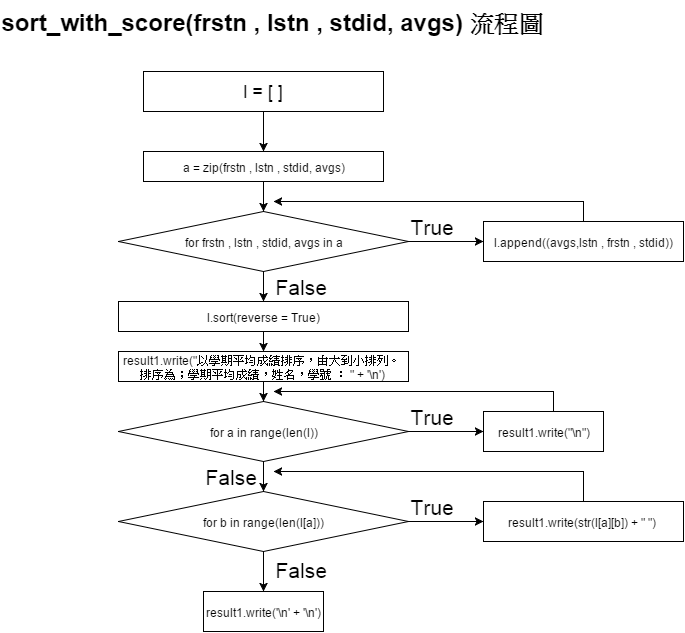 sort_with_score(frstn , lstn , stdid, avgs) 流程圖
l = [ ]
a = zip(frstn , lstn , stdid, avgs)
for frstn , lstn , stdid, avgs in a
True
l.append((avgs,lstn , frstn , stdid))
False
l.sort(reverse = True)
result1.write("以學期平均成績排序，由大到小排列。
排序為；學期平均成績，姓名，學號 ： " + '\n')
for a in range(len(l))
True
result1.write("\n")
False
for b in range(len(l[a]))
True
result1.write(str(l[a][b]) + " ")
False
result1.write('\n' + '\n')